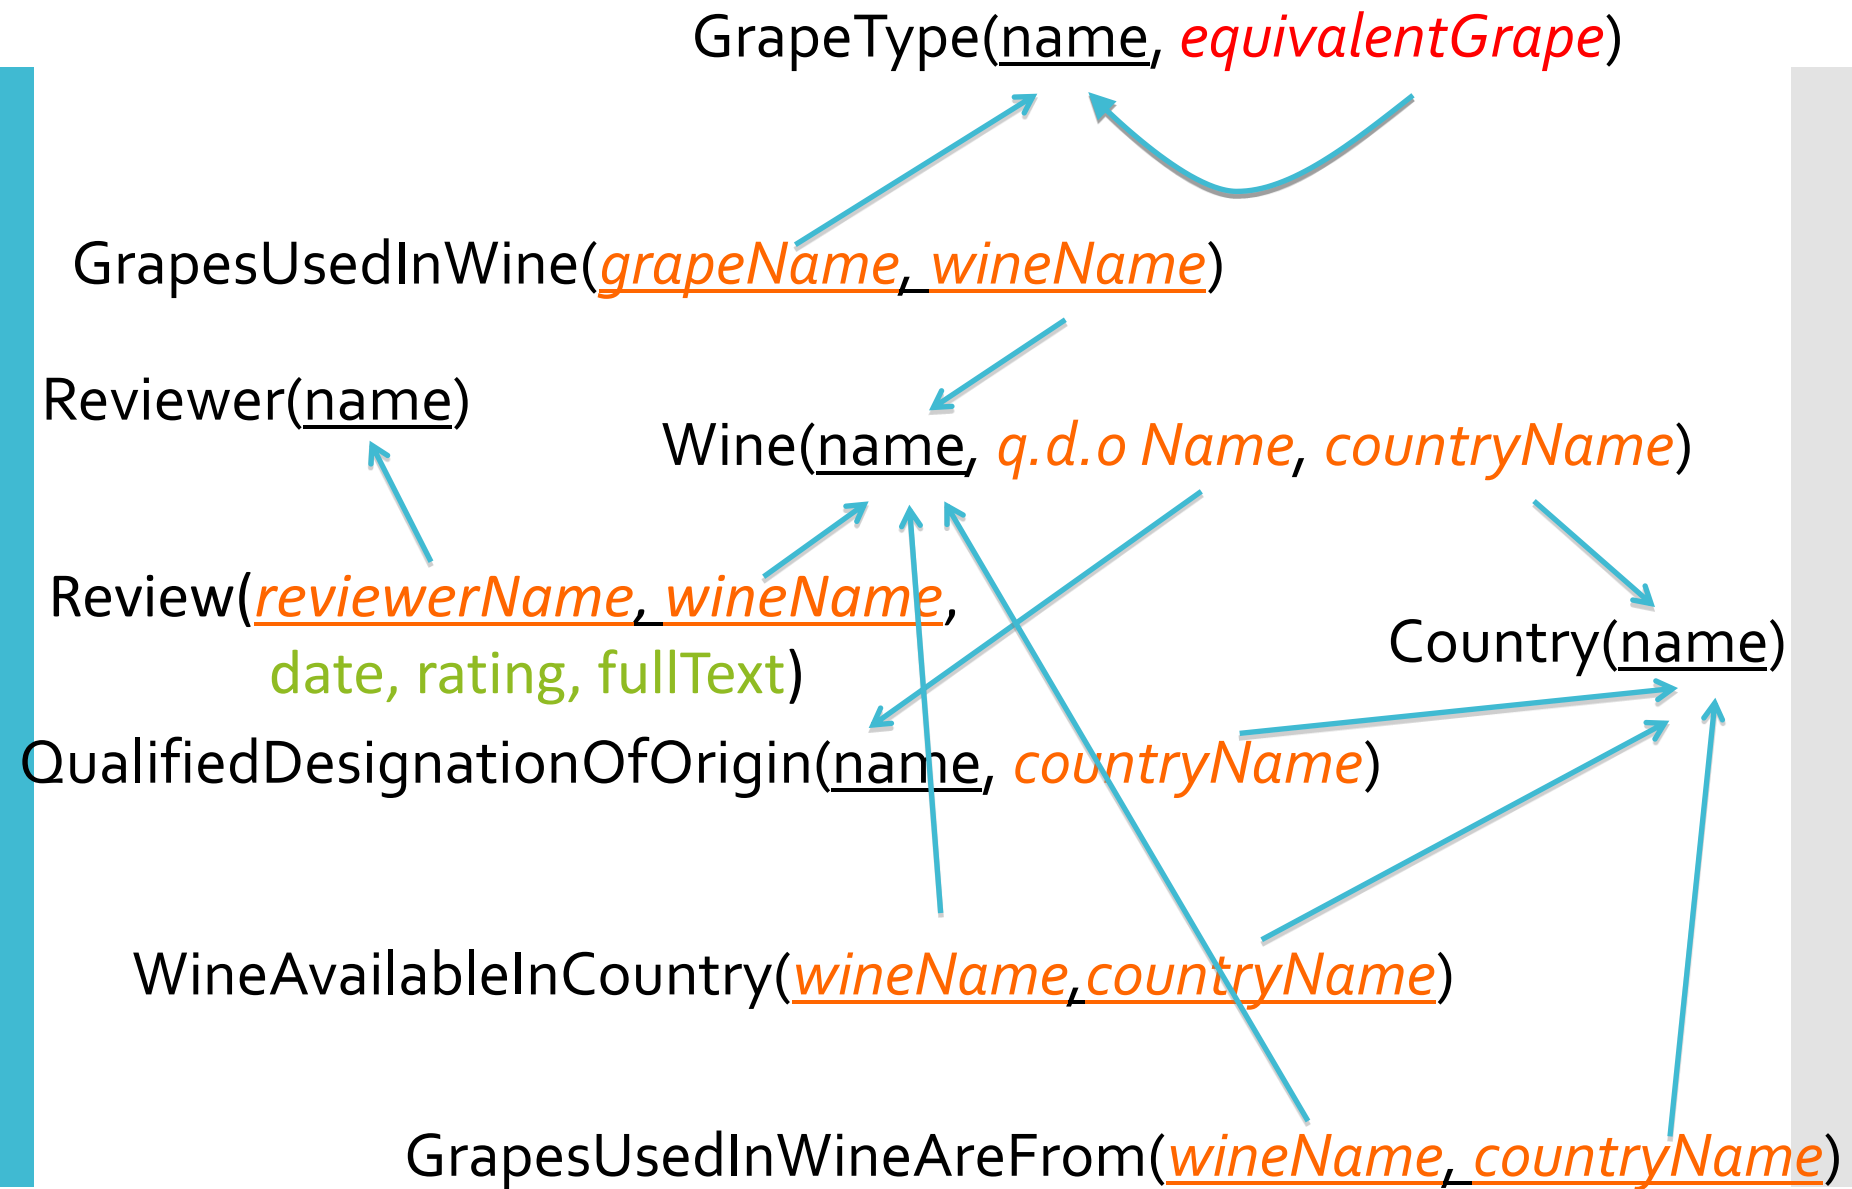 GrapeType(name, equivalentGrape)
GrapesUsedInWine(grapeName, wineName)
Reviewer(name)
Wine(name, q.d.o Name, countryName)
Review(reviewerName, wineName,
date, rating, fullText)
Country(name)
QualifiedDesignationOfOrigin(name, countryName)
WineAvailableInCountry(wineName,countryName)
GrapesUsedInWineAreFrom(wineName, countryName)